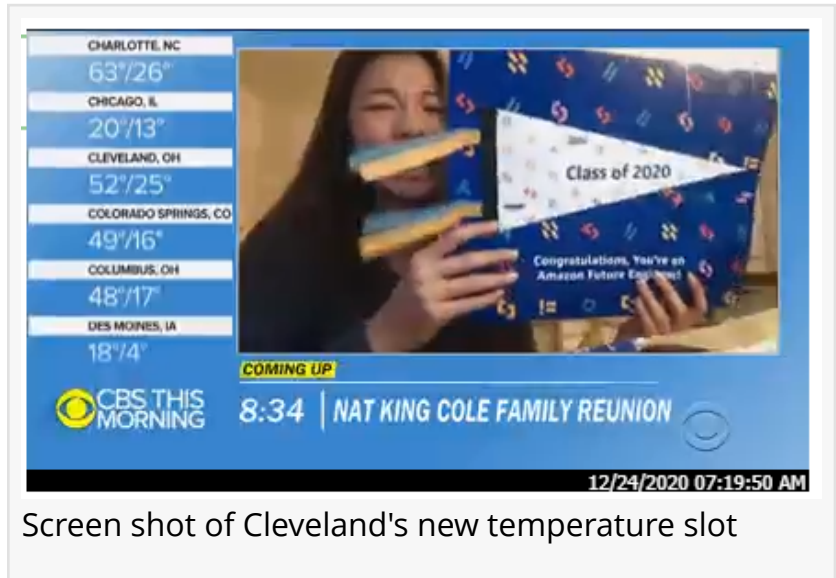 CHARLOTTE, NC
63°/26°
CHICAGO, IL
20°/13°
CLEVELAND, OH
52°/25°
COLORADO SPRINGS, CO
49°/16°
COLUMBUS, OH
48°/17°
DES MOINES, IA
18°/4°
Class of 2020
Congratulations, You're an
Amazon Future Engineer!
COMING UP
CBS THIS
MORNING
8:34 | NAT KING COLE FAMILY REUNION
12/24/2020 07:19:50 AM
Screen shot of Cleveland's new temperature slot